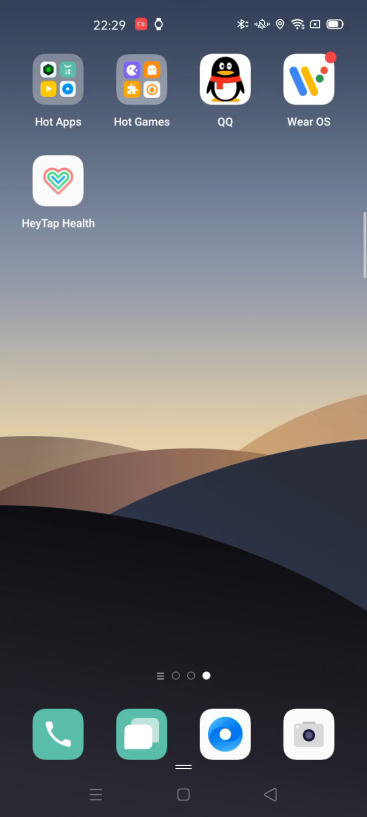 22:29
Hot Apps
Hot Games
QQ
Wear OS
HeyTap Health